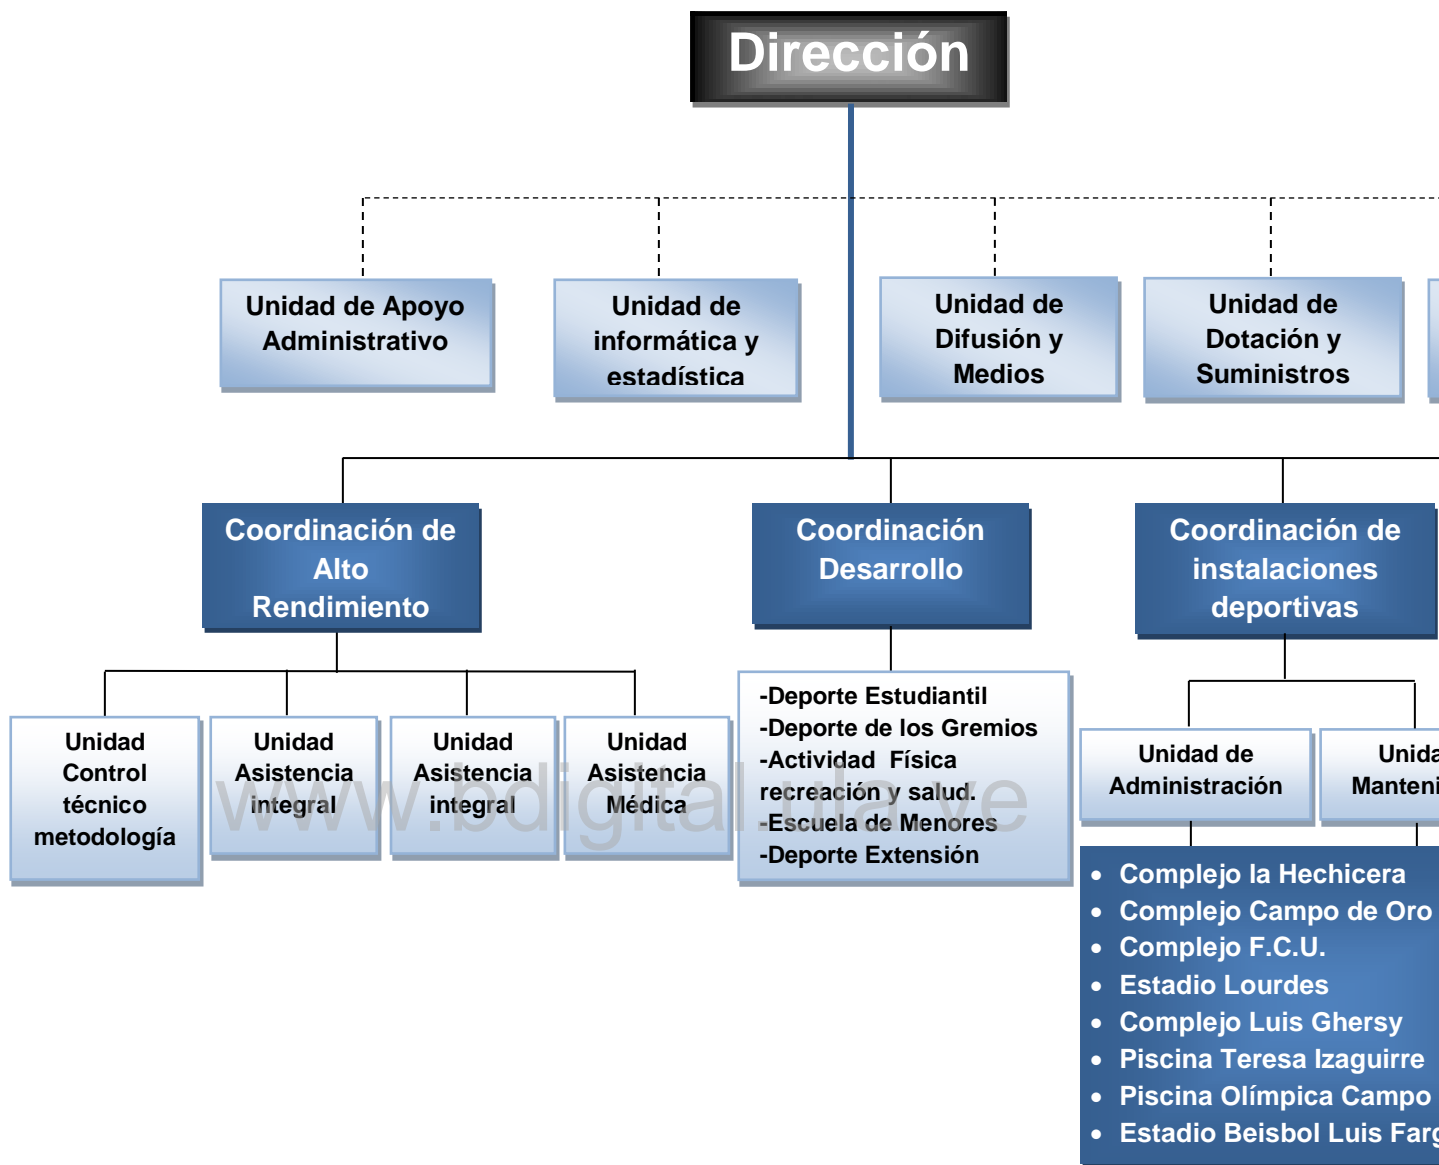 Dirección
Unidad de Apoyo
Administrativo
Unidad de
informática y
estadística
Unidad de
Difusión y
Medios
Unidad de
Dotación y
Suministros
Coordinación de
Alto
Rendimiento
Coordinación
Desarrollo
Coordinación de
instalaciones
deportivas
Unidad
Control
técnico
metodología
Unidad
Asistencia
integral
Unidad
Asistencia
integral
Unidad
Asistencia
Médica
-Deporte Estudiantil
-Deporte de los Gremios
-Actividad Física
recreación y salud.
-Escuela de Menores
-Deporte Extensión
Unidad de
Administración
• Complejo la Hechicera
• Complejo Campo de Oro
• Complejo F.C.U.
• Estadio Lourdes
• Complejo Luis Ghersy
• Piscina Teresa Izaguirre
• Piscina Olímpica Campo
• Estadio Beisbol Luis
www.bdigital.ula.ve